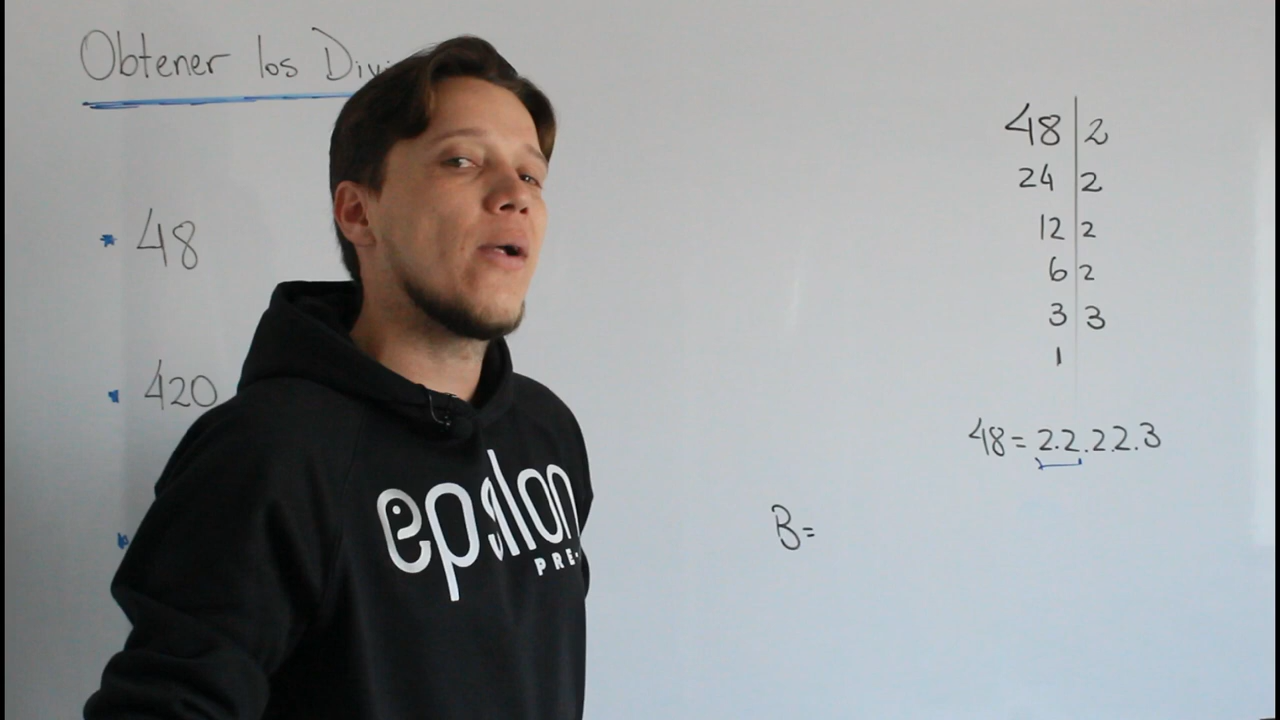 Obtener los
48
420
48 2
24 2
12 2
6 2
3 3
1
48 = 2.2.2.2.3
B=
epsilon
PRE-